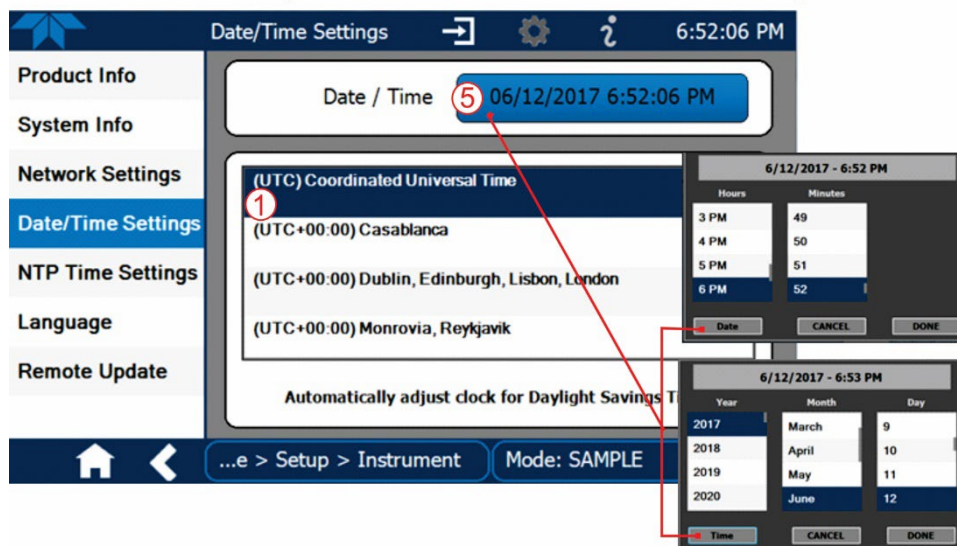 Date/Time Settings
6:52:06 PM
Product Info
System Info
Network Settings
Date/Time Settings
NTP Time Settings
Language
Remote Update
Date / Time
5
06/12/2017 6:52:06 PM
(UTC) Coordinated Universal Time
1
(UTC+00:00) Casablanca
(UTC+00:00) Dublin, Edinburgh, Lisbon, London
(UTC+00:00) Monrovia, Reykjavik
Automatically adjust clock for Daylight Savings T
...e > Setup > Instrument
Mode: SAMPLE
6/12/2017 - 6:52 PM
Hours Minutes
3 PM 49
4 PM 50
5 PM 51
6 PM 52
Date CANCEL DONE
6/12/2017 - 6:53 PM
Year Month Day
2017 March 9
2018 April 10
2019 May 11
2020 June 12
Time CANCEL DONE